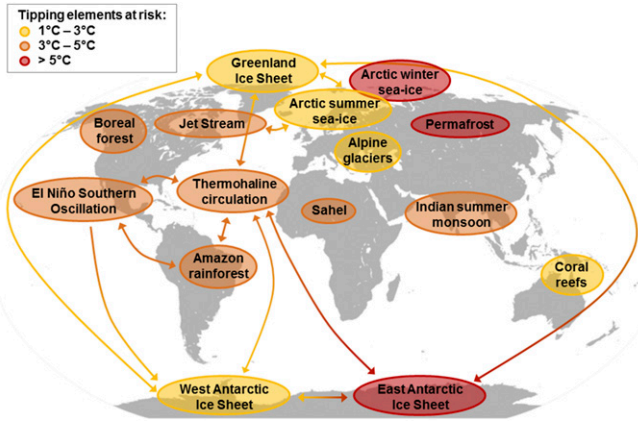 Tipping elements at risk:
1°C – 3°C
3°C – 5°C
> 5°C
Greenland
Ice Sheet
Arctic winter
sea-ice
Arctic summer
sea-ice
Boreal
forest
Jet Stream
Permafrost
Alpine
glaciers
El Niño Southern
Oscillation
Thermohaline
circulation
Sahel
Indian summer
monsoon
Amazon
rainforest
Coral
reefs
West Antarctic
Ice Sheet
East Antarctic
Ice Sheet